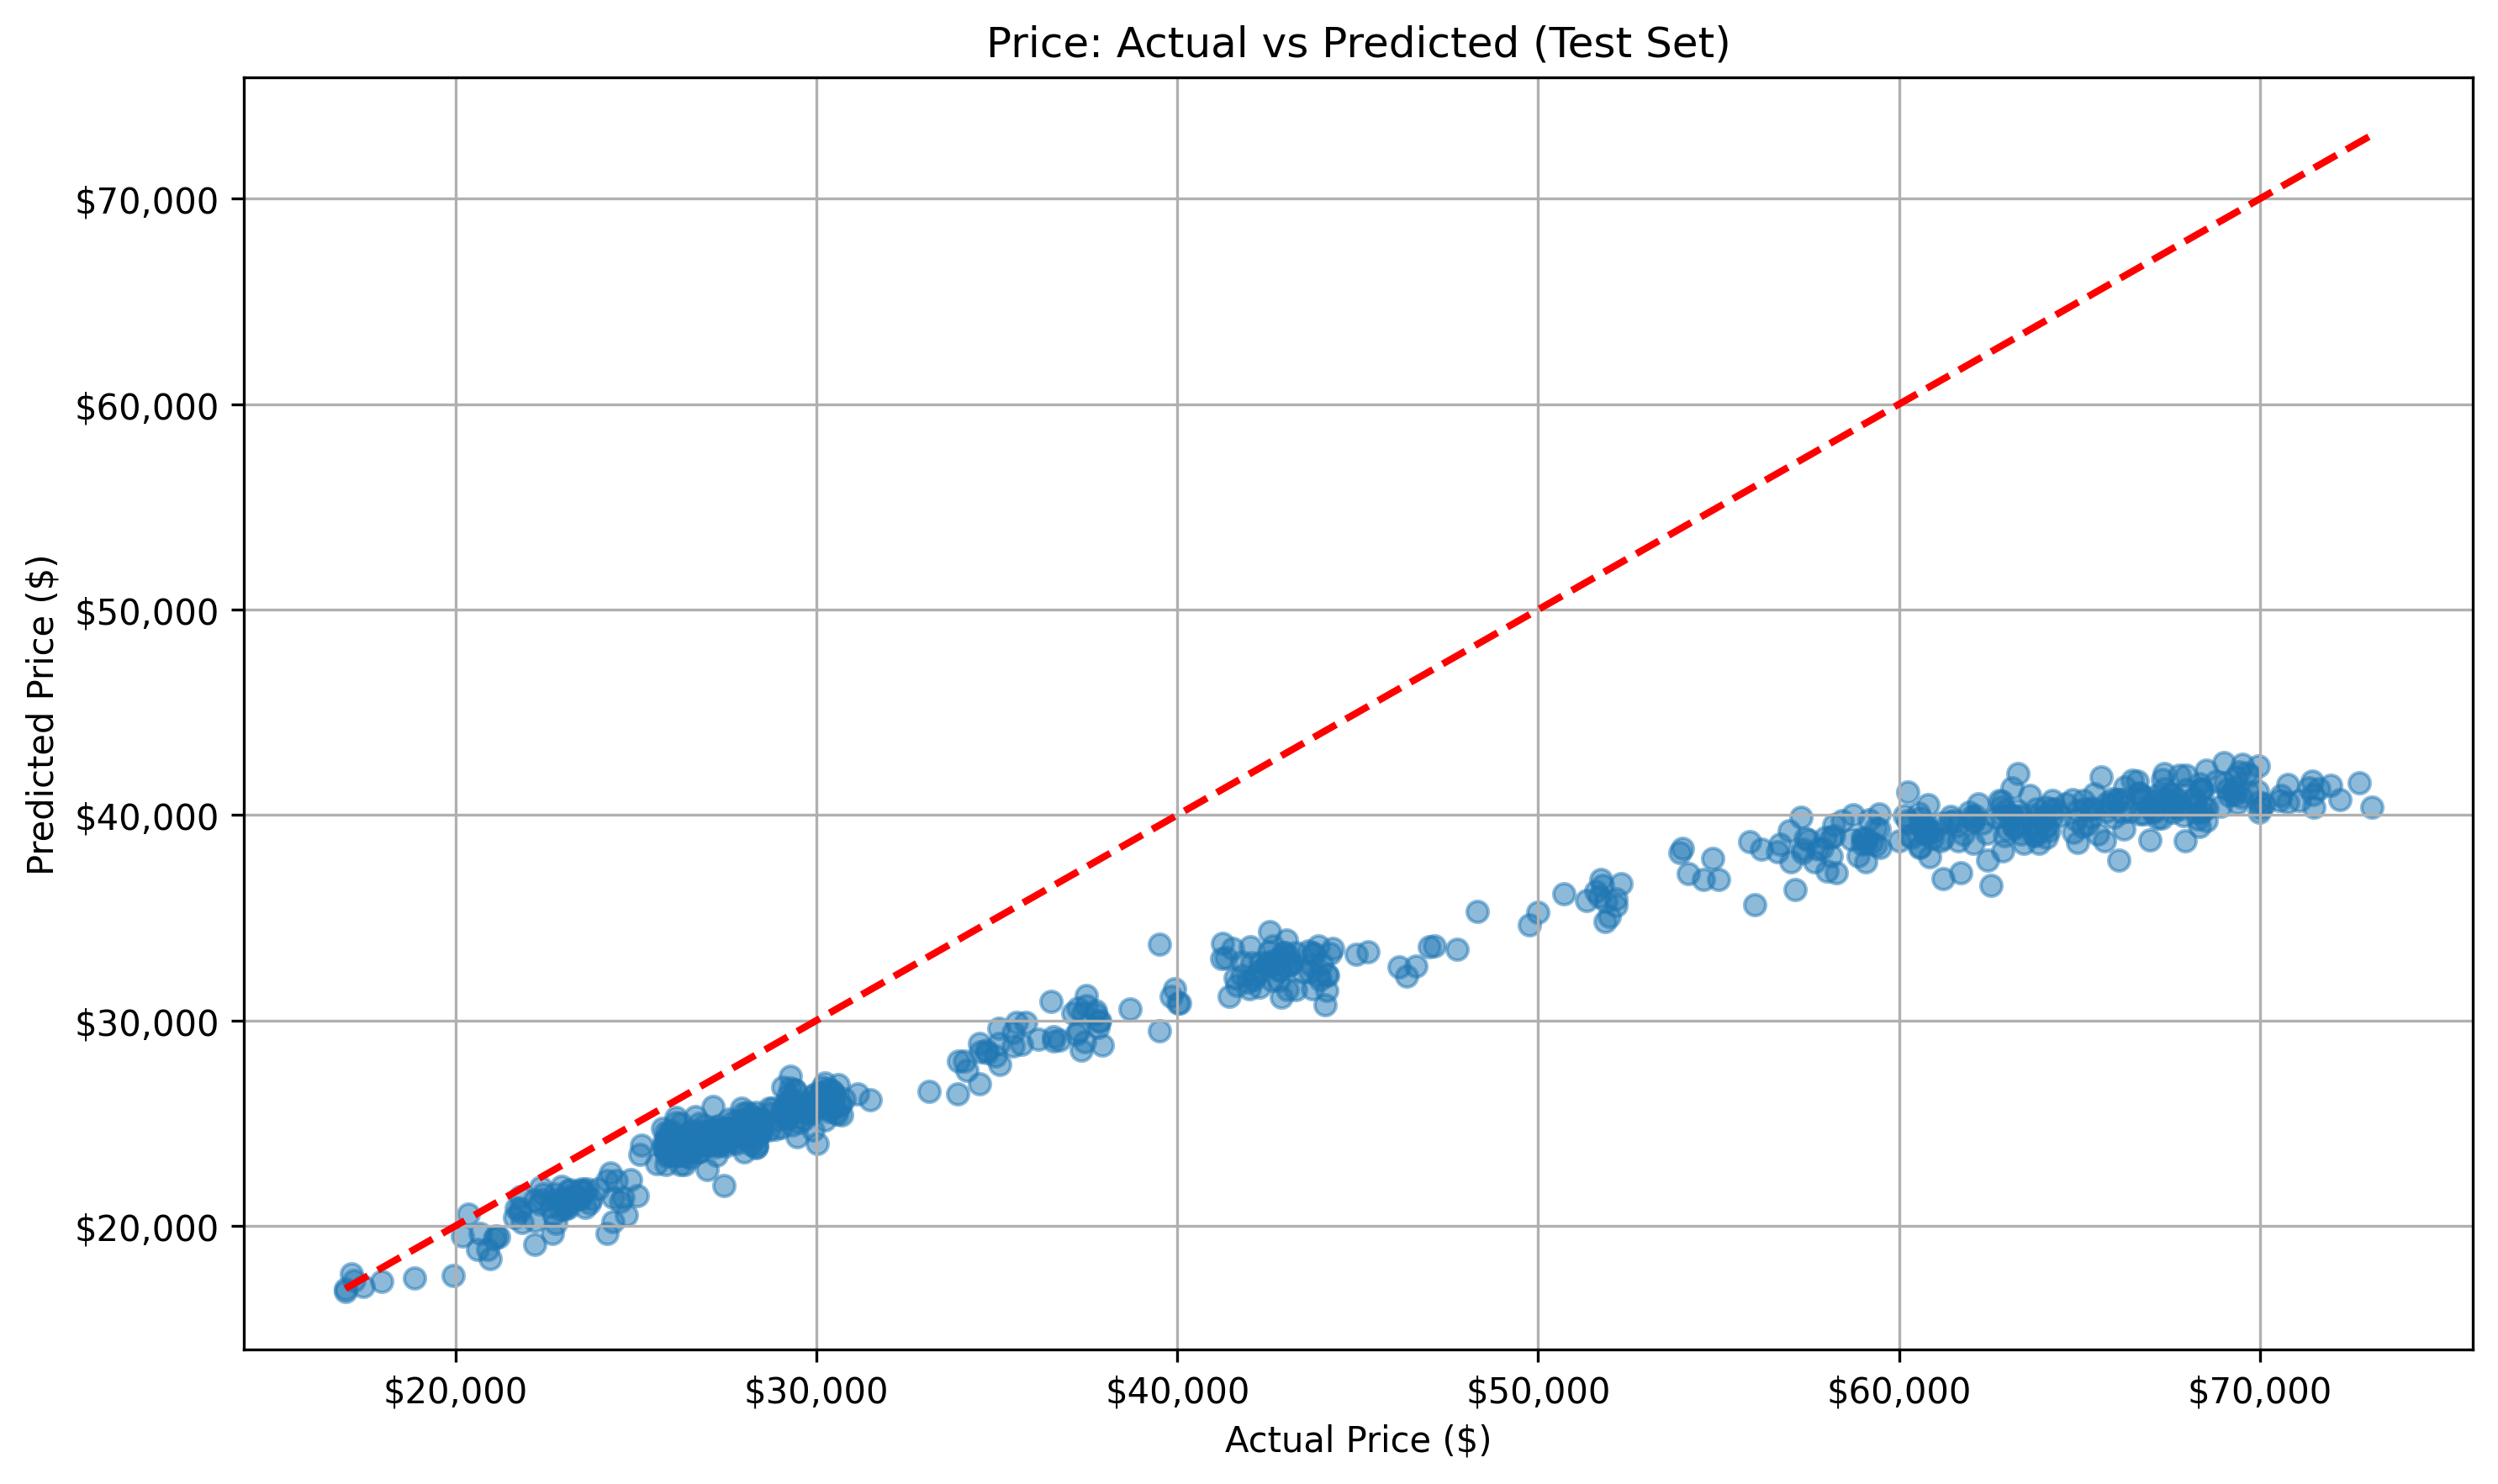 Price: Actual vs Predicted (Test Set)
Predicted Price ($)
$70,000
$60,000
$50,000
$40,000
$30,000
$20,000
$20,000 $30,000 $40,000 $50,000 $60,000 $70,000
Actual Price ($)